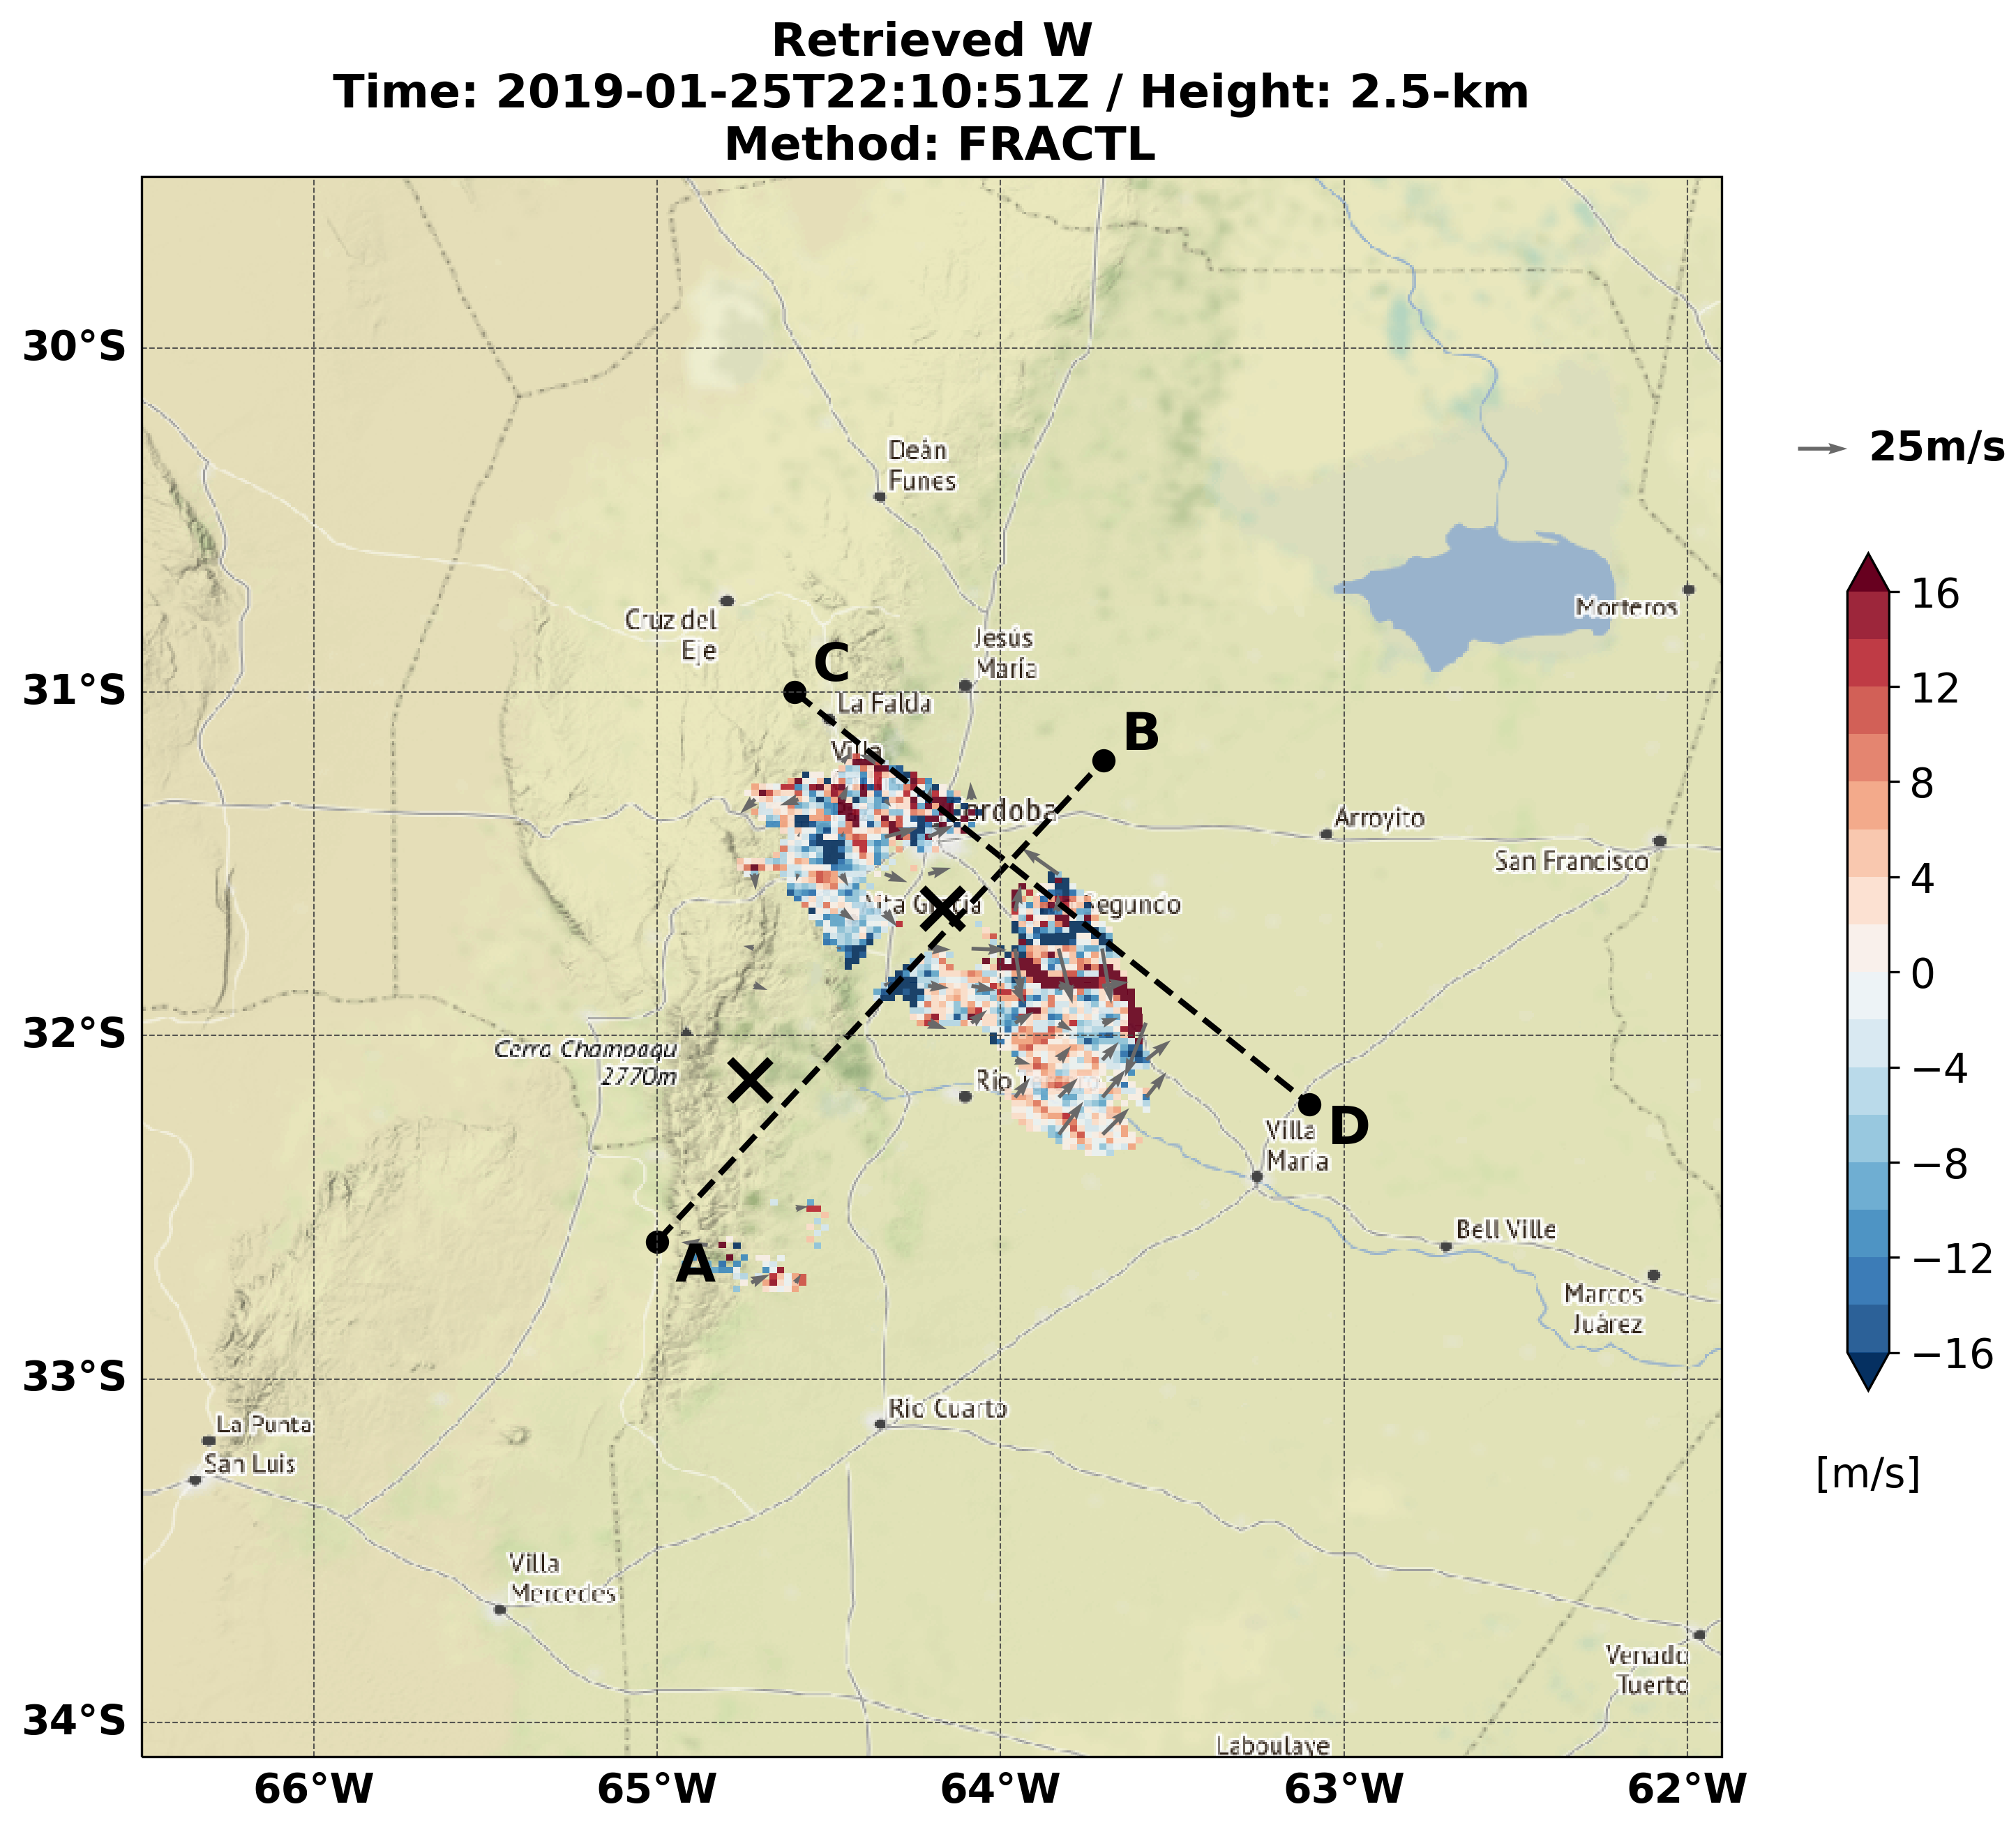 Retrieved W
Time: 2019-01-25T22:10:51Z / Height: 2.5-km
Method: FRACTL
30°S
31°S
32°S
33°S
34°S
66°W
65°W
64°W
63°W
62°W
25m/s
16
12
8
4
0
−4
−8
−12
−16
[m/s]
Deán
Funes
Cruz del
Eje
Jesús
María
Morteros
C
La Falda
B
Villa
ordoba
Arroyito
San Francisco
Alta Gracia
Segundo
Cerro Champaquí
2770m
Río
D
Villa
María
A
Bell Ville
Marcos
Juárez
Río Cuarto
La Punta
San Luis
Villa
Mercedes
Venado
Tuerto
Laboulaye